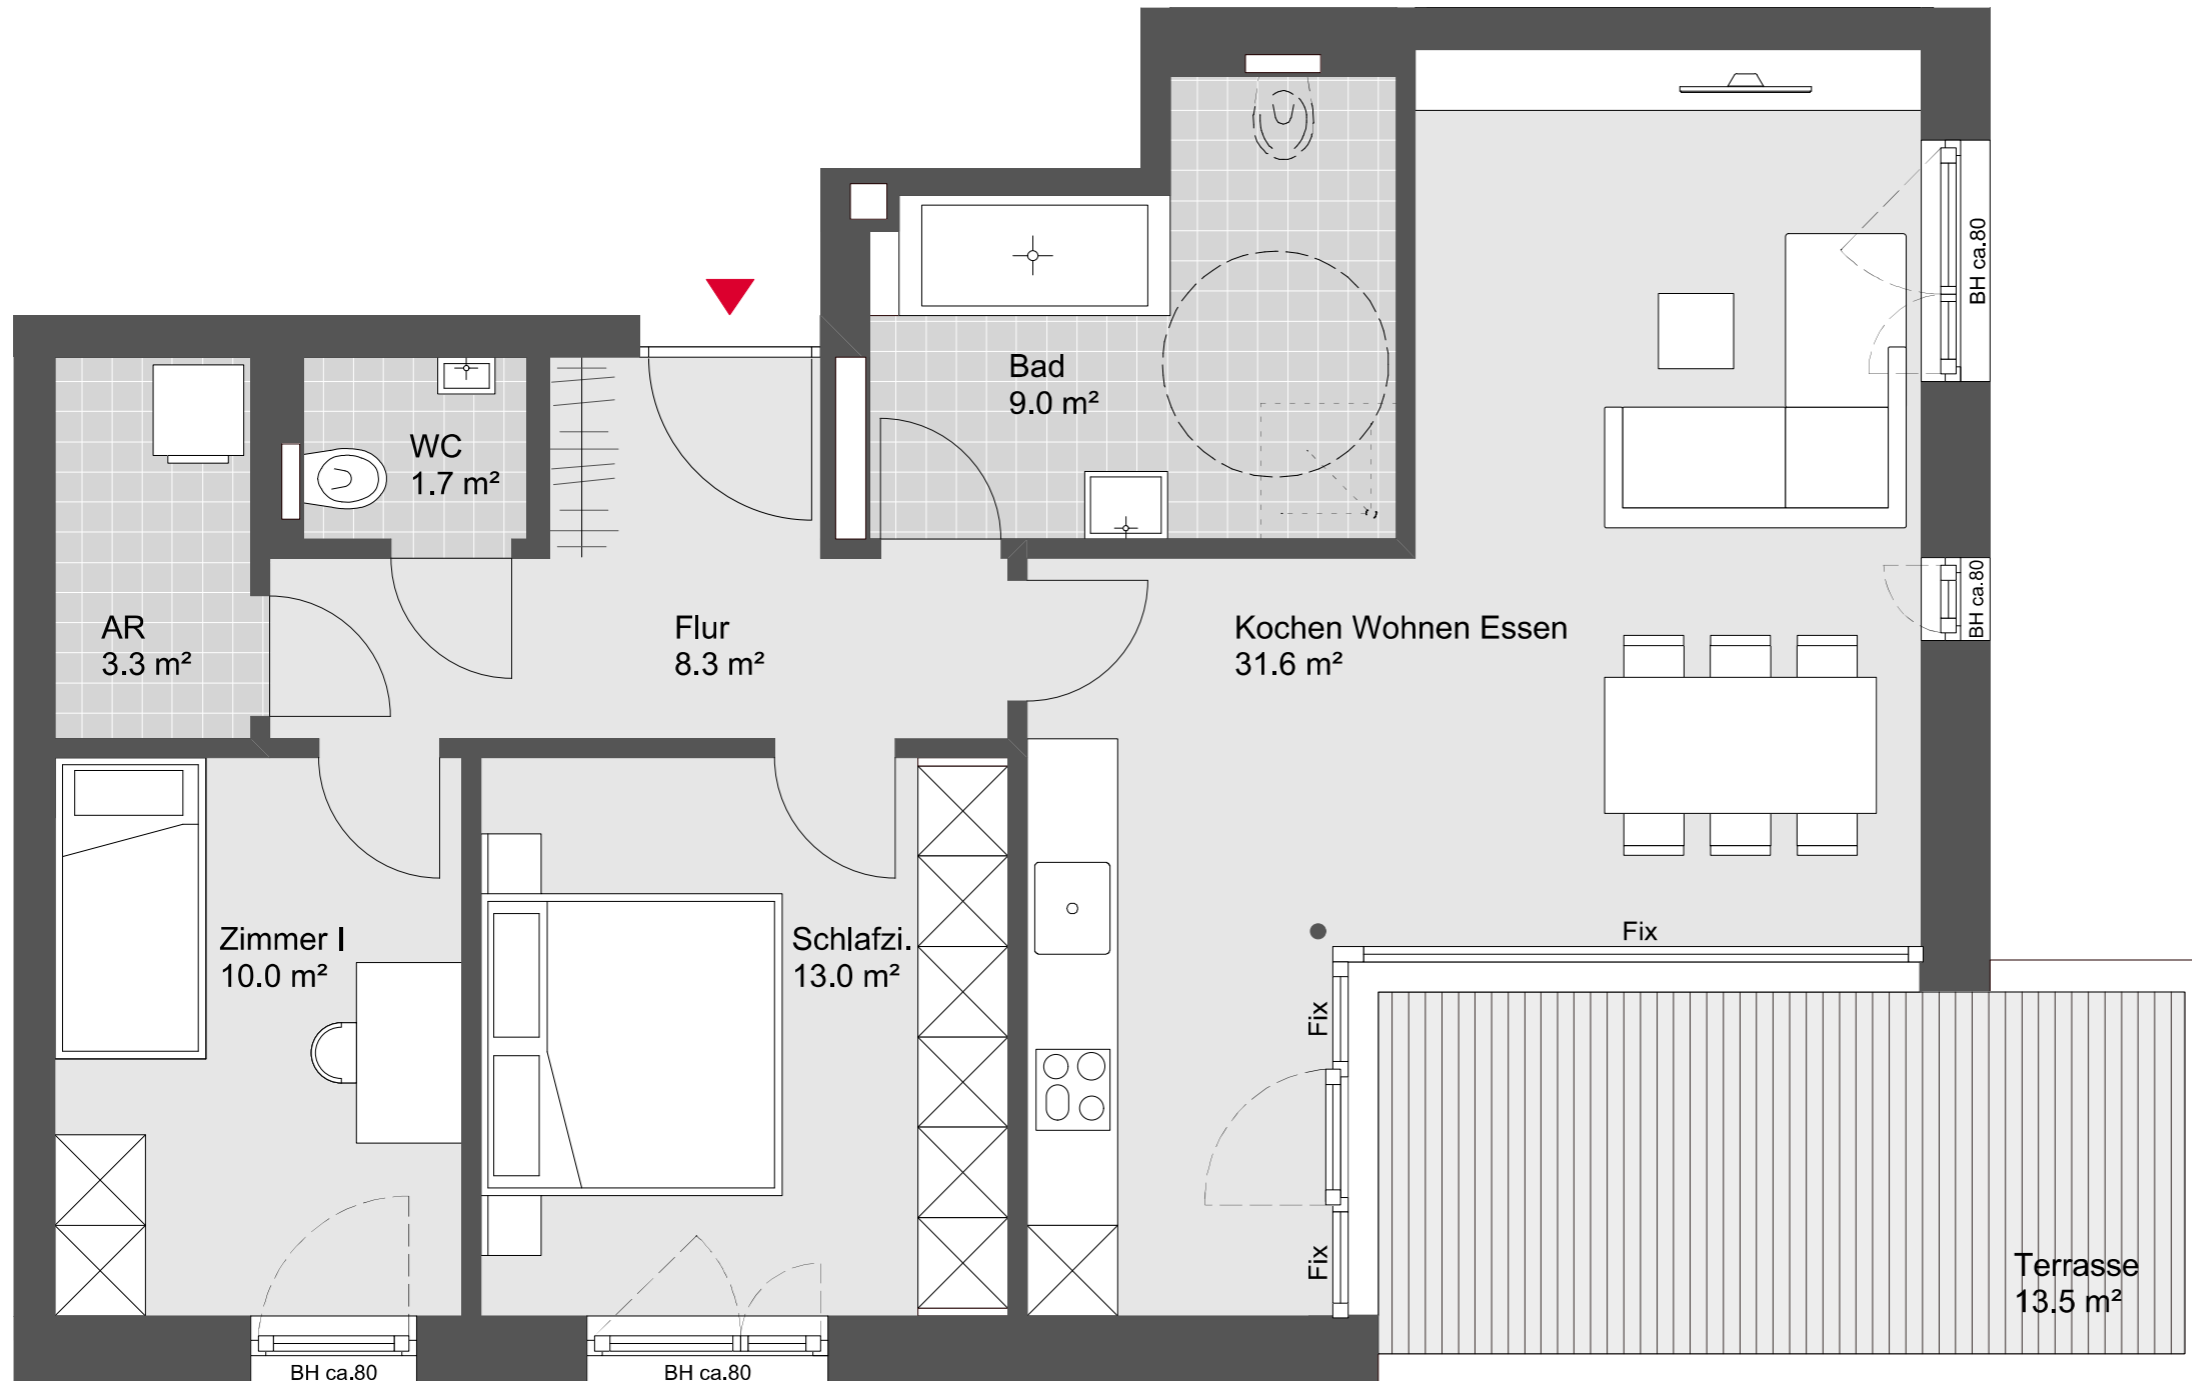 BH ca.80
Bad
9.0 m²
WC
1.7 m²
BH ca.80
AR
3.3 m²
Flur
8.3 m²
Kochen Wohnen Essen
31.6 m²
Zimmer I
10.0 m²
Schlafzi.
13.0 m²
Fix
Fix
Fix
Terrasse
13.5 m²
BH ca.80
BH ca.80